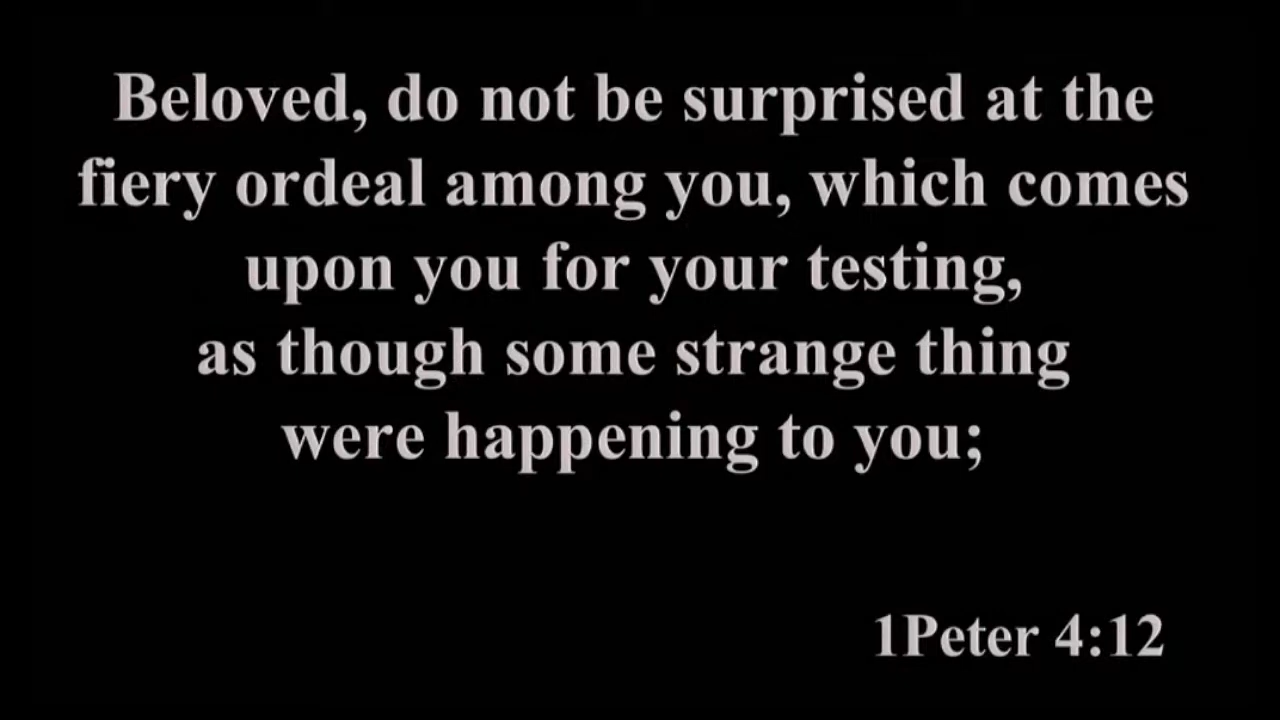 Beloved, do not be surprised at the
fiery ordeal among you, which comes
upon you for your testing,
as though some strange thing
were happening to you;
1Peter 4:12